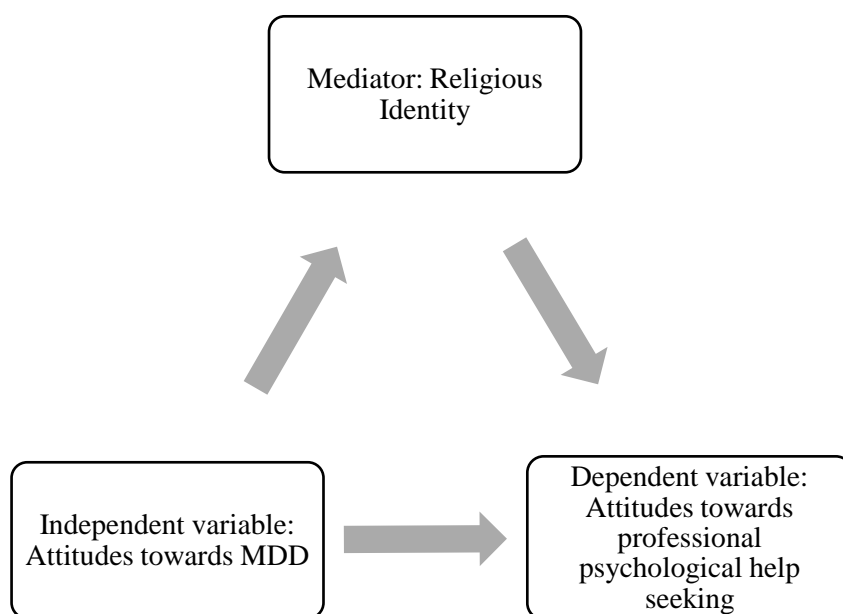 Mediator: Religious
Identity
Independent variable:
Attitudes towards MDD
Dependent variable:
Attitudes towards
professional
psychological help
seeking